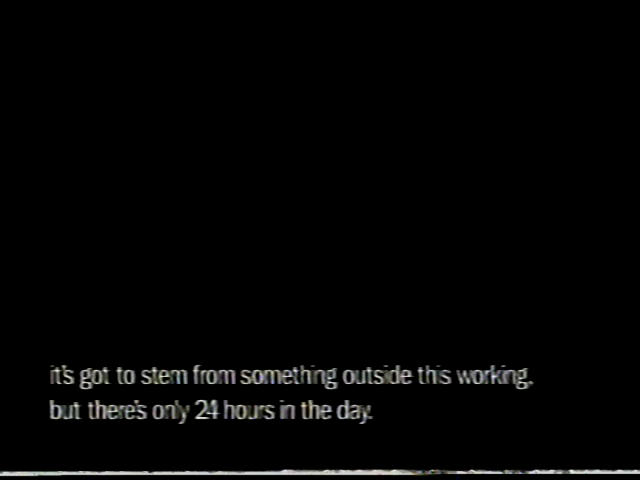 it's got to stem from something outside this working,
but there's only 24 hours in the day.